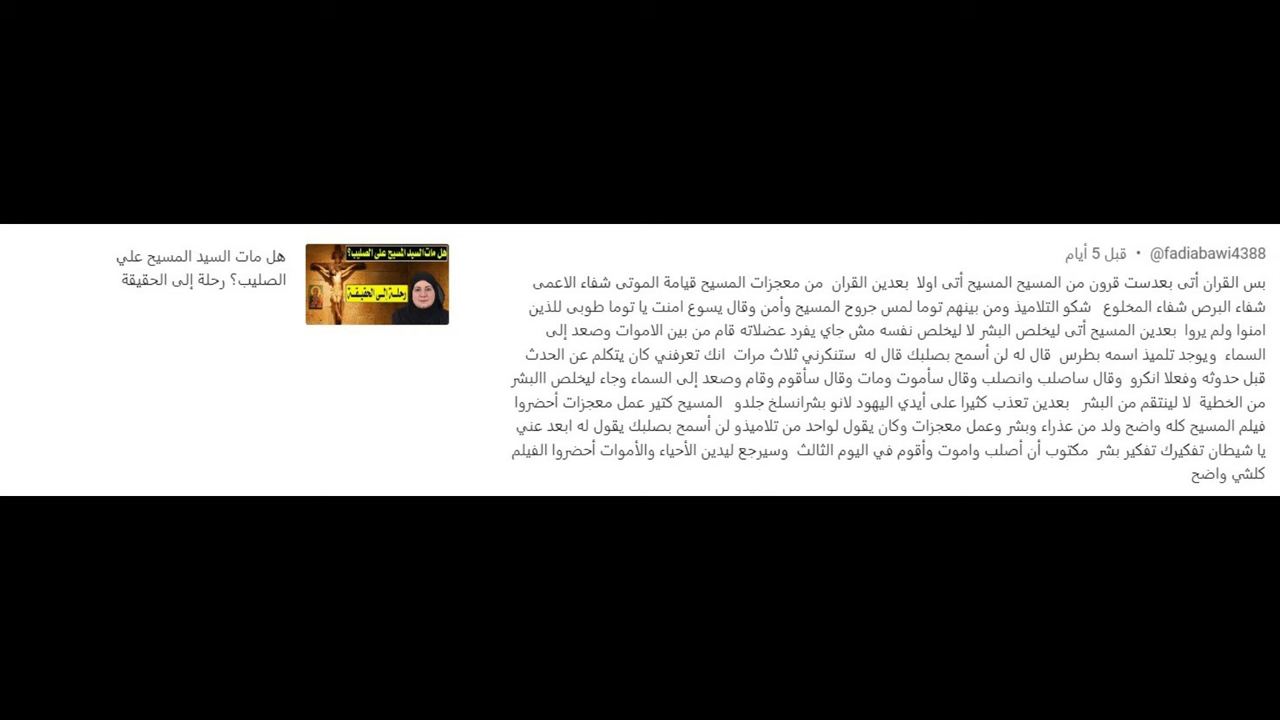 @fadiabawi4388 • قبل 5 أيام
بس القران أتى بعدست قرون من المسيح المسيح أتى اولا بعدين القران من معجزات المسيح قيامة الموتى شفاء الاعمى
شفاء البرص شفاء المخلوع شكو التلاميذ ومن بينهم توما لمس جروح المسيح وأمن وقال يسوع امنت يا توما طوبى للذين
امنوا ولم يروا بعدين المسيح أتى ليخلص البشر لا ليخلص نفسه مش جاي يفرد عضلاته قام من بين الاموات وصعد إلى
السماء ويوجد تلميذ اسمه بطرس قال له لن أسمح بصلبك قال له ستنكرني ثلاث مرات انك تعرفني كان يتكلم عن الحدث
قبل حدوثه وفعلا انكرو وقال ساصلب وانصلب وقال سأموت ومات وقال سأقوم وقام وصعد إلى السماء وجاء ليخلص االبشر
من الخطية لا لينتقم من البشر بعدين تعذب كثيرا على أيدي اليهود لانو بشرانسلخ جلدو المسيح كتير عمل معجزات أحضروا
فيلم المسيح كله واضح ولد من عذراء وبشر وعمل معجزات وكان يقول لواحد من تلاميذو لن أسمح بصلبك يقول له ابعد عني
يا شيطان تفكيرك تفكير بشر مكتوب أن أصلب واموت وأقوم في اليوم الثالث وسيرجع ليدين الأحياء والأموات أحضروا الفيلم
كلشي واضح
هل مات السيد المسيح على الصليب؟
رحلة إلى الحقيقة
هل مات السيد المسيح علي
الصليب؟ رحلة إلى الحقيقة